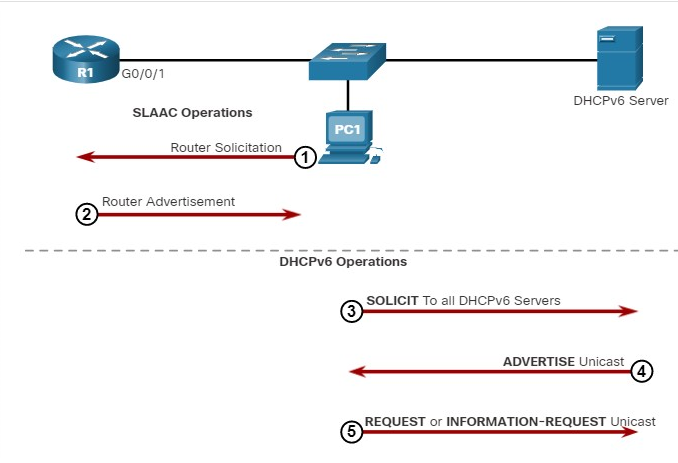 R1
G0/0/1
DHCPv6 Server
SLAAC Operations
PC1
Router Solicitation
1
Router Advertisement
2
DHCPv6 Operations
SOLICIT To all DHCPv6 Servers
3
ADVERTISE Unicast
4
REQUEST or INFORMATION-REQUEST Unicast
5